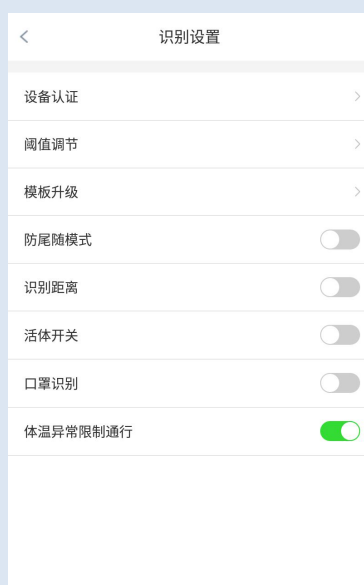 识别设置
设备认证
阈值调节
模板升级
防尾随模式
识别距离
活体开关
口罩识别
体温异常限制通行